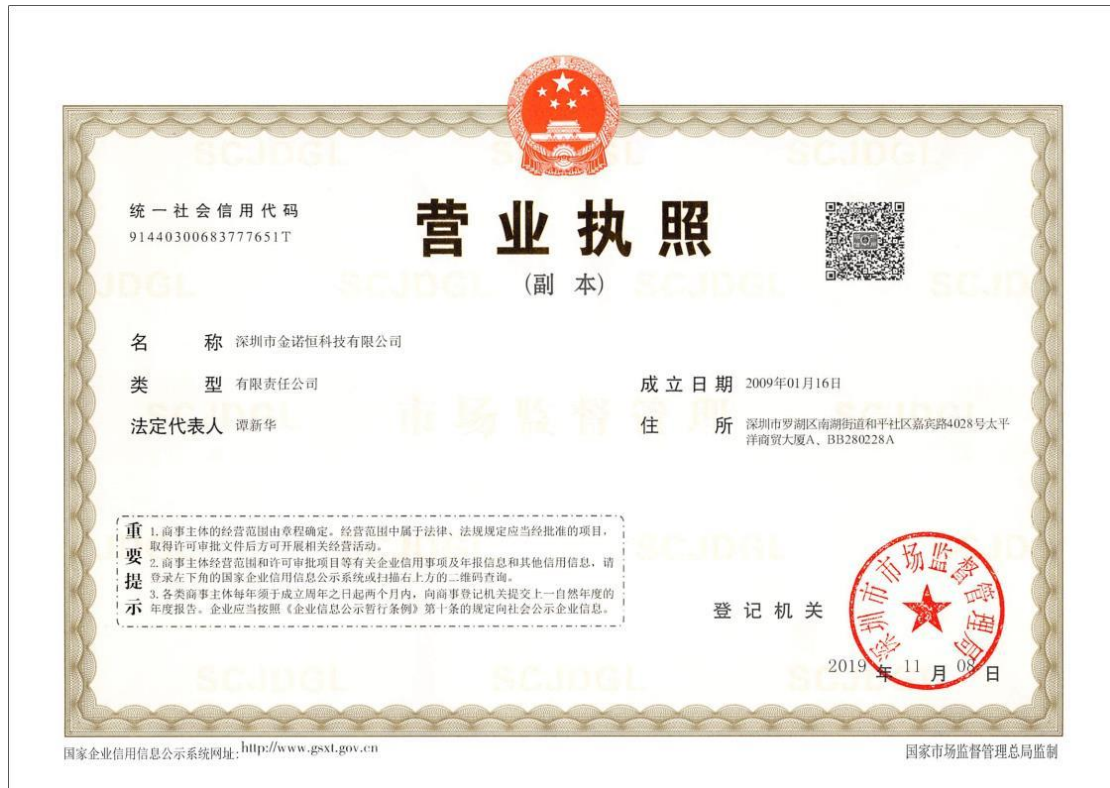 统一社会信用代码
91440300683777651T
营业执照
(副 本)
名 称 深圳市金诺恒科技有限公司
类 型 有限责任公司
成立日期 2009年01月16日
法定代表人 谭新华
住 所 深圳市罗湖区南湖街道和平社区嘉宾路4028号太平
洋商贸大厦A、BB280228A
重要提示
1.商事主体的经营范围由章程确定。经营范围中属于法律、法规规定应当经批准的项目,
取得许可审批文件后方可开展相关经营活动。
2.商事主体经营范围和许可审批项目等有关企业信用事项及年报信息和其他信用信息,请
登录左下角的国家企业信用信息公示系统或扫描右上方的二维码查询。
3.各类商事主体每年须于成立周年之日起两个月内,向商事登记机关提交上一自然年度的
年度报告。企业应当按照《企业信息公示暂行条例》第十条的规定向社会公示企业信息。
登记机关
深圳市市场监督管理局
2019 年 11 月 08 日
国家企业信用信息公示系统网址:http://www.gsxt.gov.cn
国家市场监督管理总局监制
SCJDGL
市场监督管理